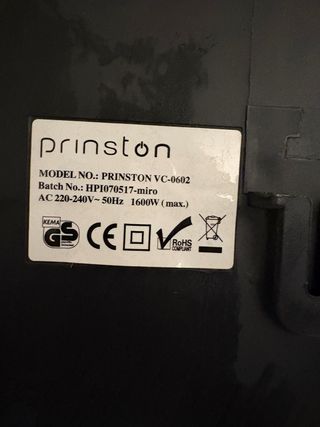 prinston
MODEL NO.: PRINSTON VC-0602
Batch No.: HPI070517-miro
AC 220-240V~ 50Hz 1600W (max.)
KEMA
GS
CE
RoHS
COMPLIANT